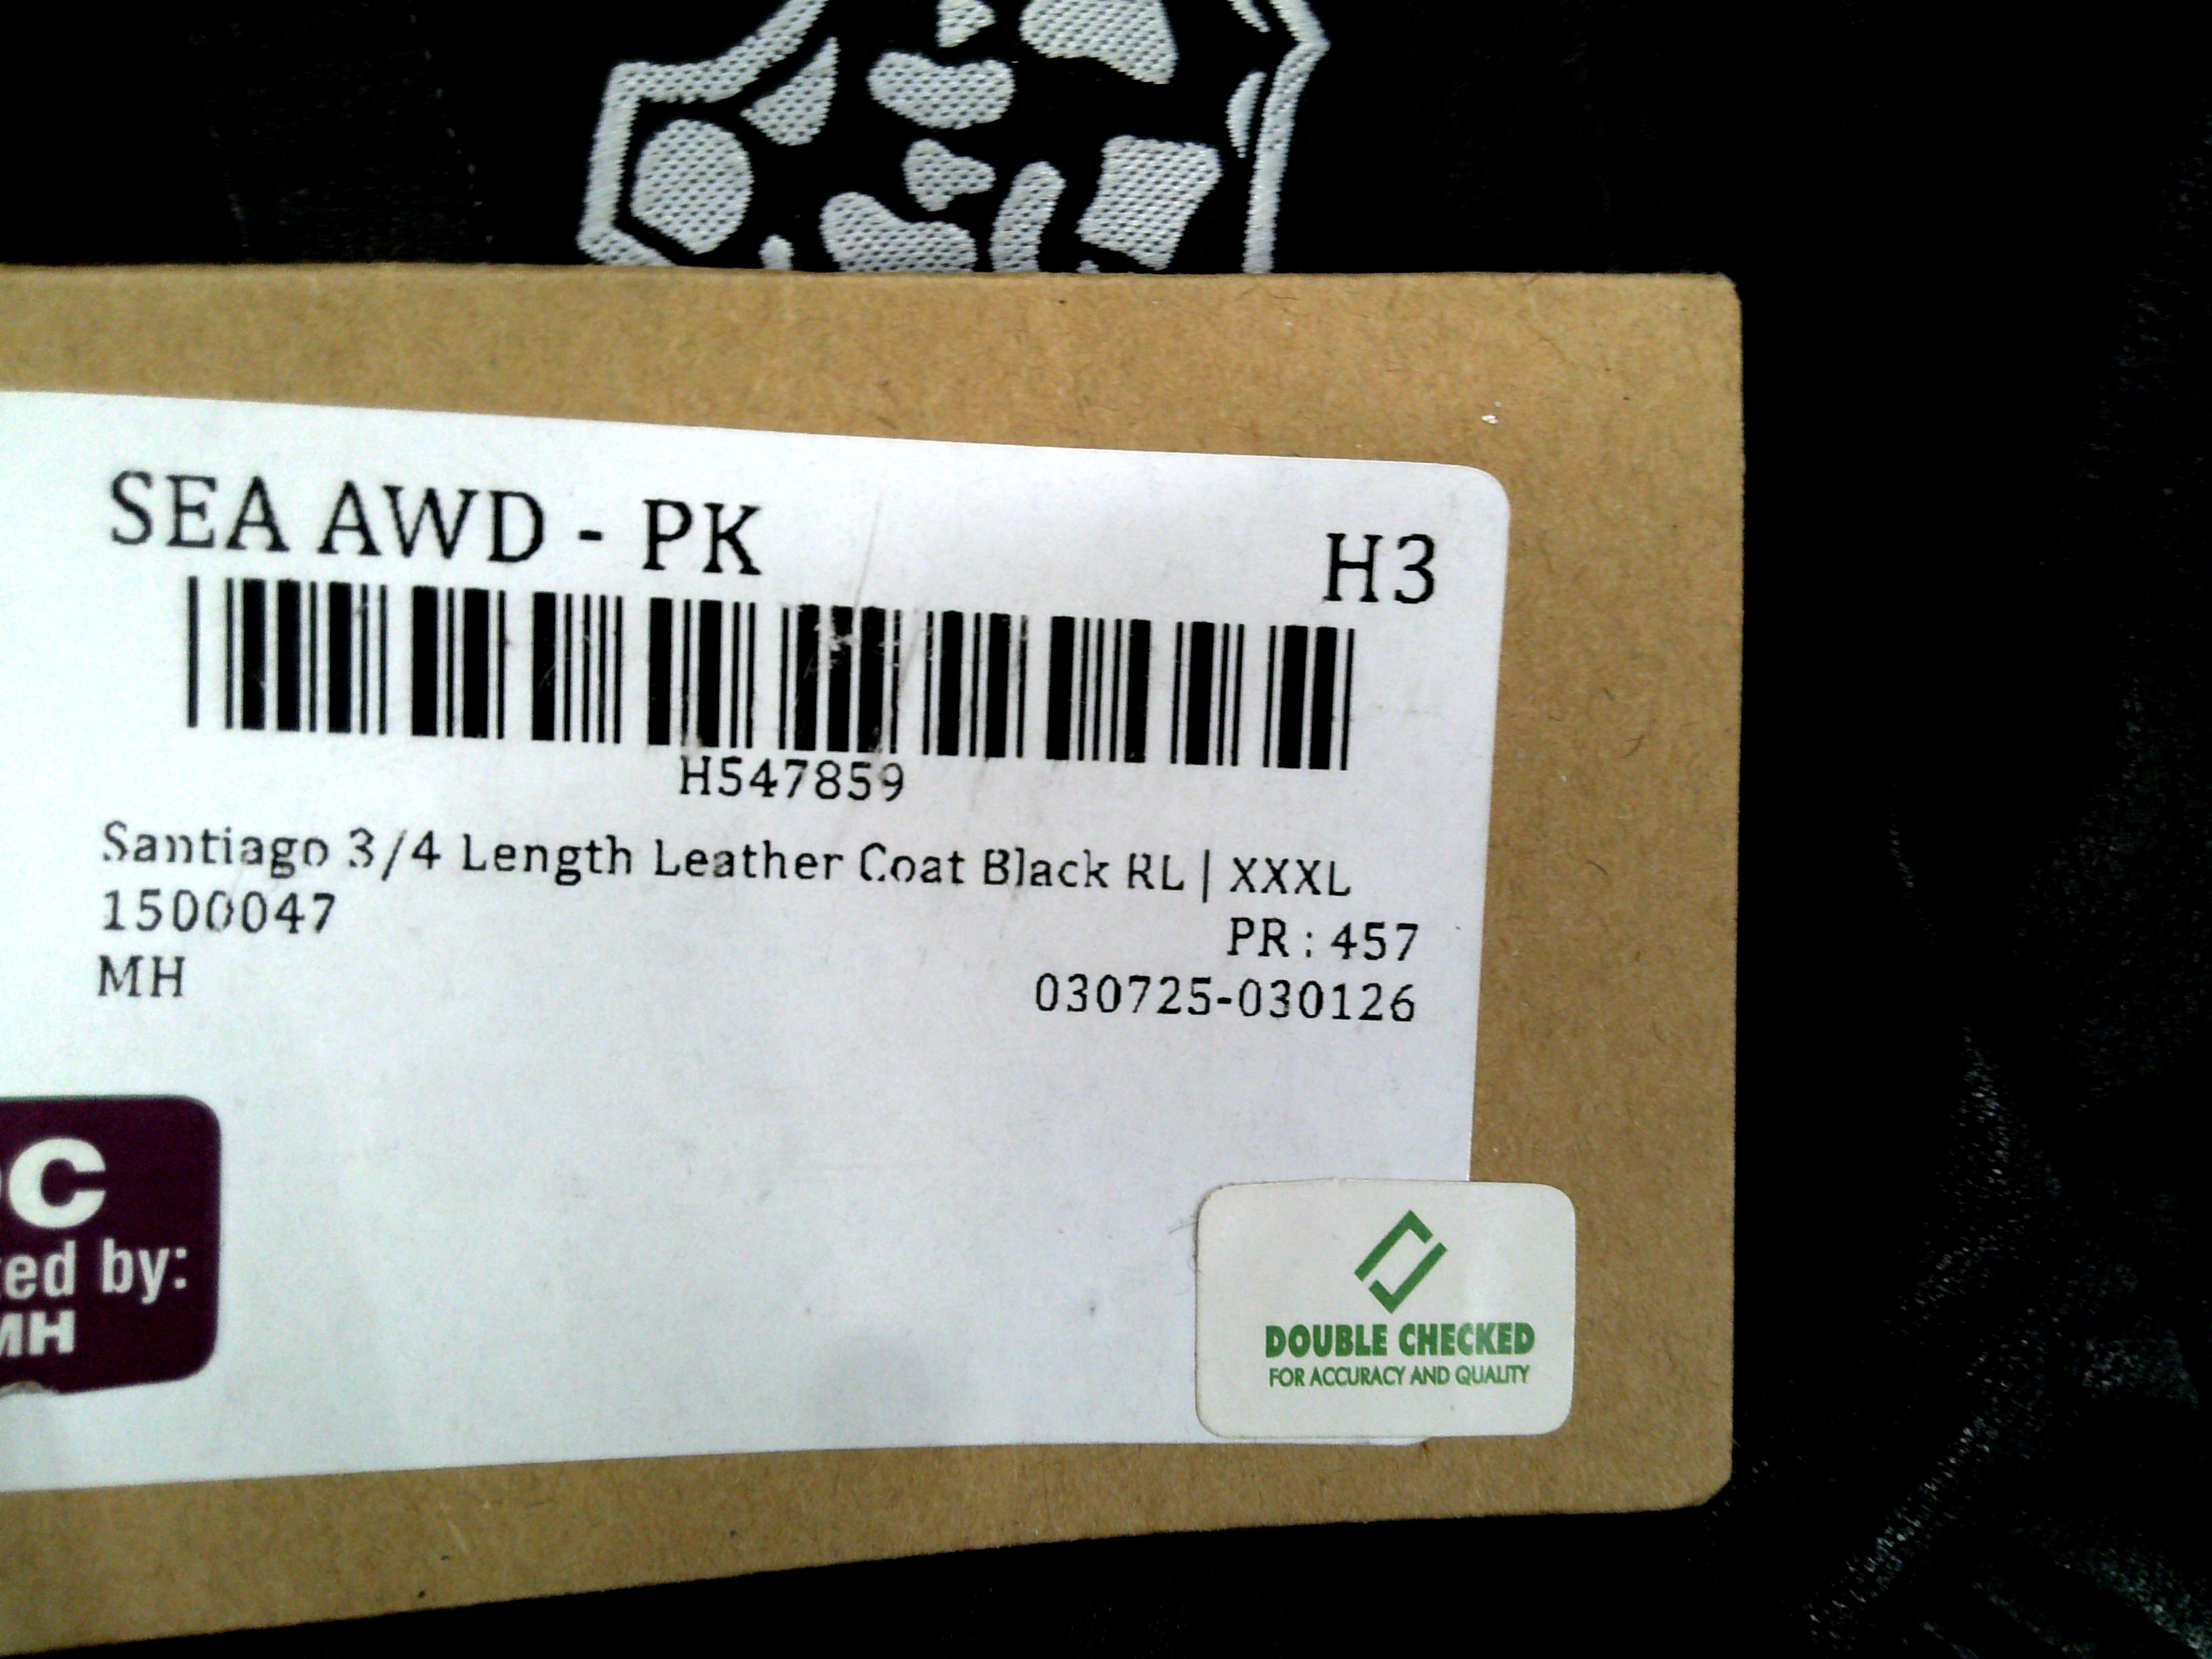 SEA AWD - PK
H3
H547859
Santiago 3/4 Length Leather Coat Black RL | XXXL
1500047
PR : 457
MH
030725-030126
C
ed by:
MH
DOUBLE CHECKED
FOR ACCURACY AND QUALITY